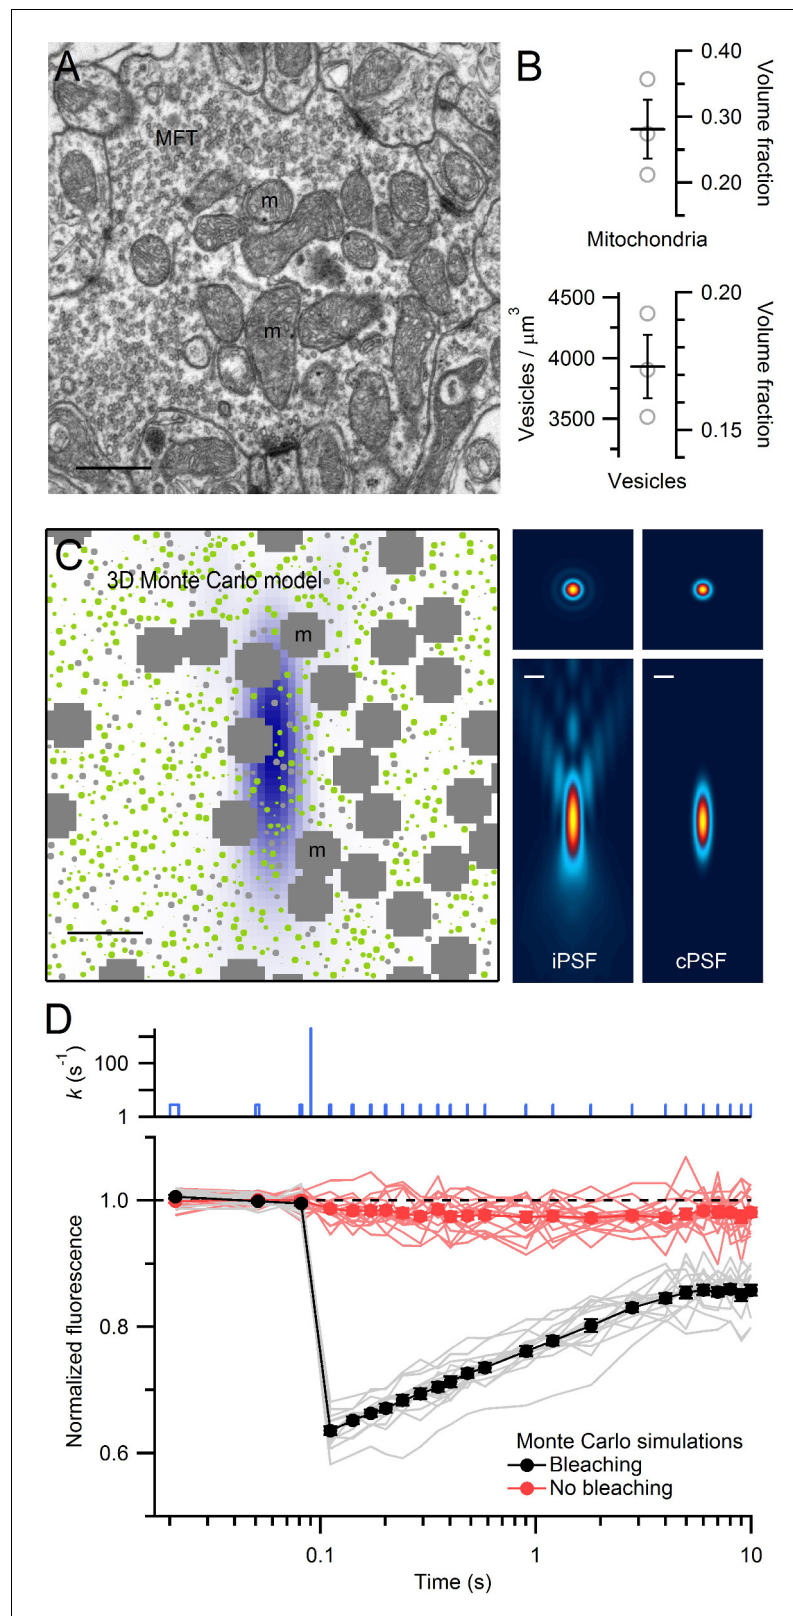 A
MFT
m
m
B
0.40
0.30
0.20
Volume fraction
Mitochondria
4500
4000
3500
Vesicles / μm³
0.20
0.15
Volume fraction
Vesicles
C
3D Monte Carlo model
m
m
iPSF
cPSF
D
k (s⁻¹)
100
1
Normalized fluorescence
1.0
0.8
0.6
Monte Carlo simulations
Bleaching
No bleaching
0.1
1
10
Time (s)